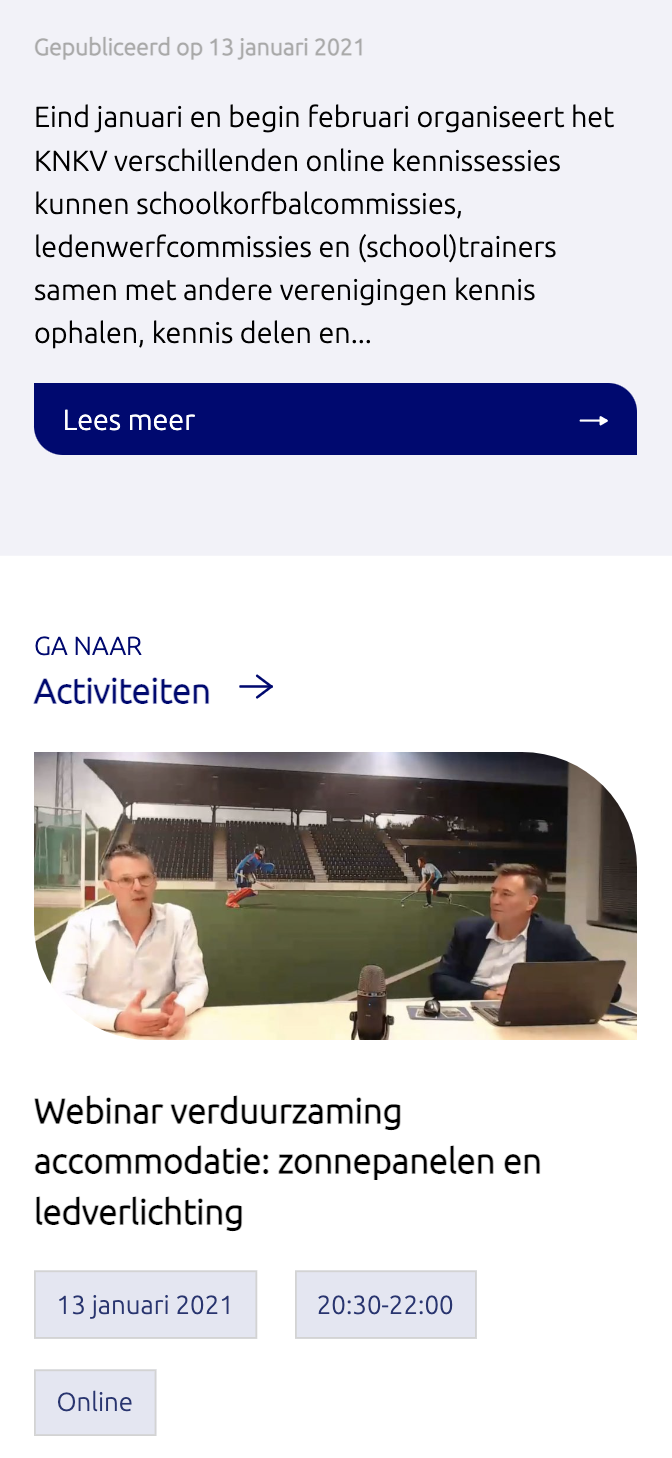 Gepubliceerd op 13 januari 2021
Eind januari en begin februari organiseert het
KNKV verschillenden online kennissessies
kunnen schoolkorfbalcommissies,
ledenwerfcommissies en (school)trainers
samen met andere verenigingen kennis
ophalen, kennis delen en...
Lees meer
GA NAAR
Activiteiten
Webinar verduurzaming
accommodatie: zonnepanelen en
ledverlichting
13 januari 2021
20:30-22:00
Online